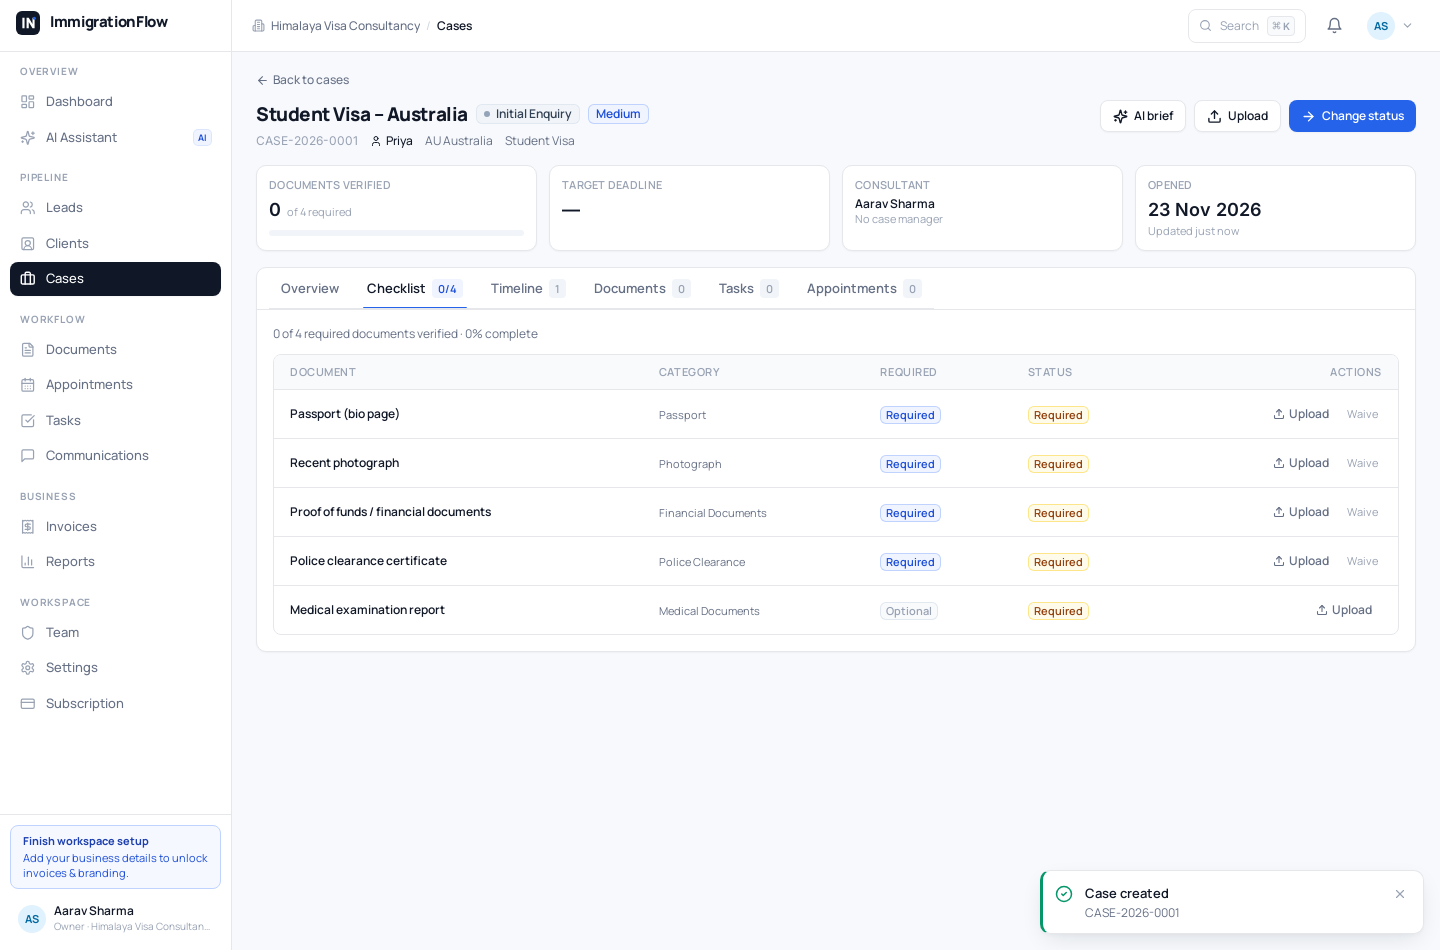 IN ImmigrationFlow
Himalaya Visa Consultancy / Cases
Search ⌘ K
AS
OVERVIEW
Dashboard
AI Assistant AI
PIPELINE
Leads
Clients
Cases
WORKFLOW
Documents
Appointments
Tasks
Communications
BUSINESS
Invoices
Reports
WORKSPACE
Team
Settings
Subscription
Finish workspace setup
Add your business details to unlock
invoices & branding.
AS Aarav Sharma
Owner · Himalaya Visa Consultan...
Back to cases
Student Visa – Australia Initial Enquiry Medium
AI brief Upload Change status
CASE-2026-0001 Priya AU Australia Student Visa
DOCUMENTS VERIFIED
0 of 4 required
TARGET DEADLINE
—
CONSULTANT
Aarav Sharma
No case manager
OPENED
23 Nov 2026
Updated just now
Overview Checklist 0/4 Timeline 1 Documents 0 Tasks 0 Appointments 0
0 of 4 required documents verified · 0% complete
DOCUMENT CATEGORY REQUIRED STATUS ACTIONS
Passport (bio page) Passport Required Required Upload Waive
Recent photograph Photograph Required Required Upload Waive
Proof of funds / financial documents Financial Documents Required Required Upload Waive
Police clearance certificate Police Clearance Required Required Upload Waive
Medical examination report Medical Documents Optional Required Upload
Case created
CASE-2026-0001